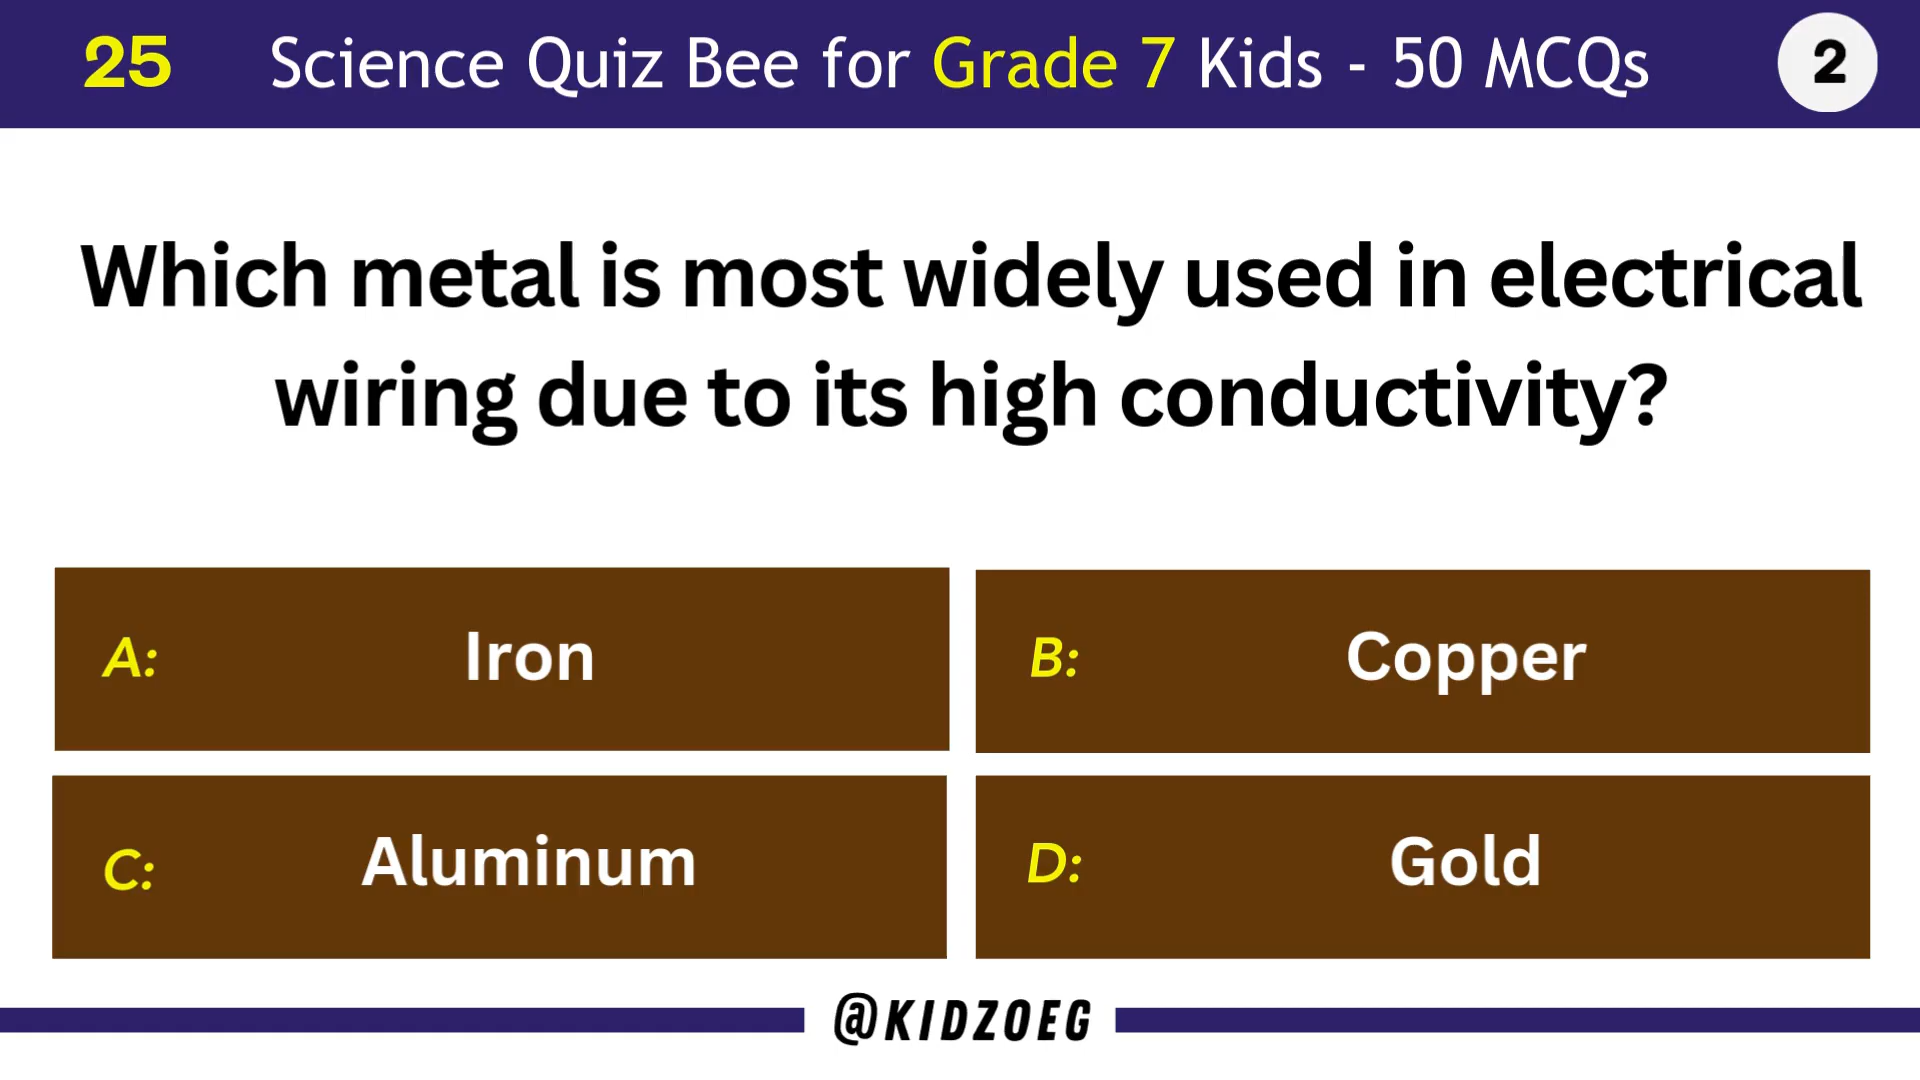 25 Science Quiz Bee for Grade 7 Kids - 50 MCQs 2
Which metal is most widely used in electrical
wiring due to its high conductivity?
A: Iron
B: Copper
C: Aluminum
D: Gold
@KIDZOEG